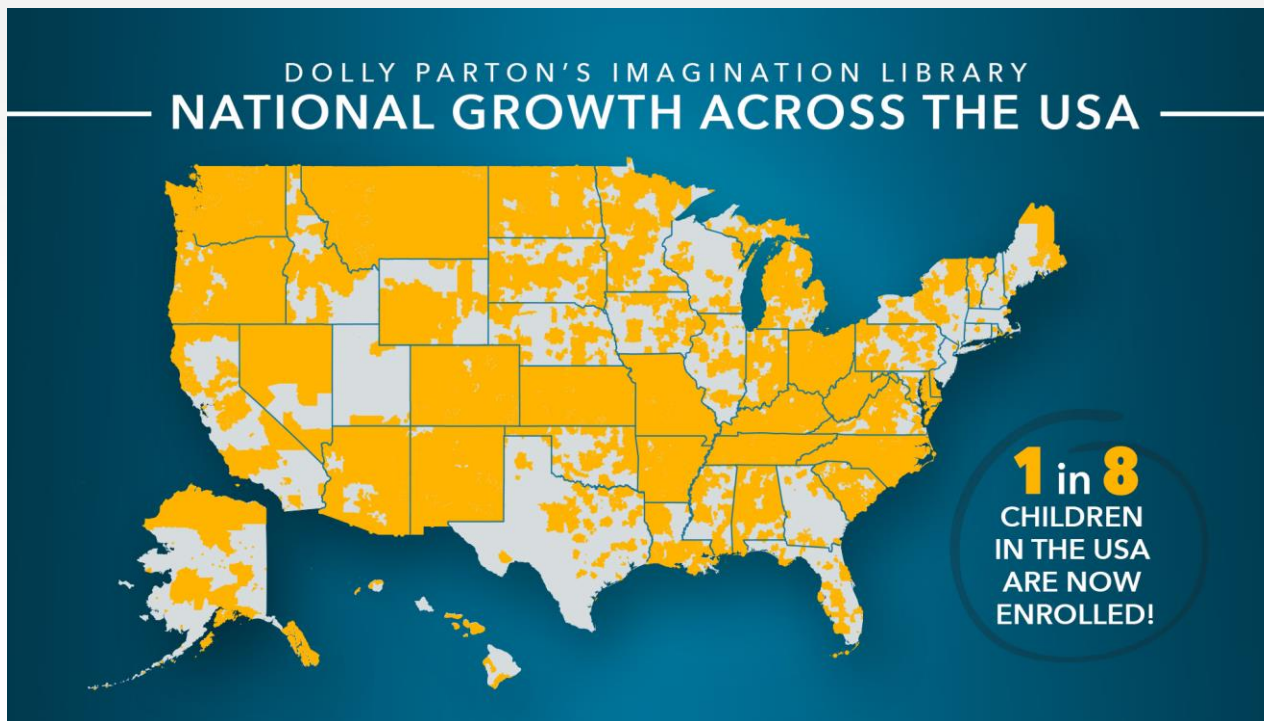 DOLLY PARTON'S IMAGINATION LIBRARY
NATIONAL GROWTH ACROSS THE USA
1 in 8
CHILDREN
IN THE USA
ARE NOW
ENROLLED!